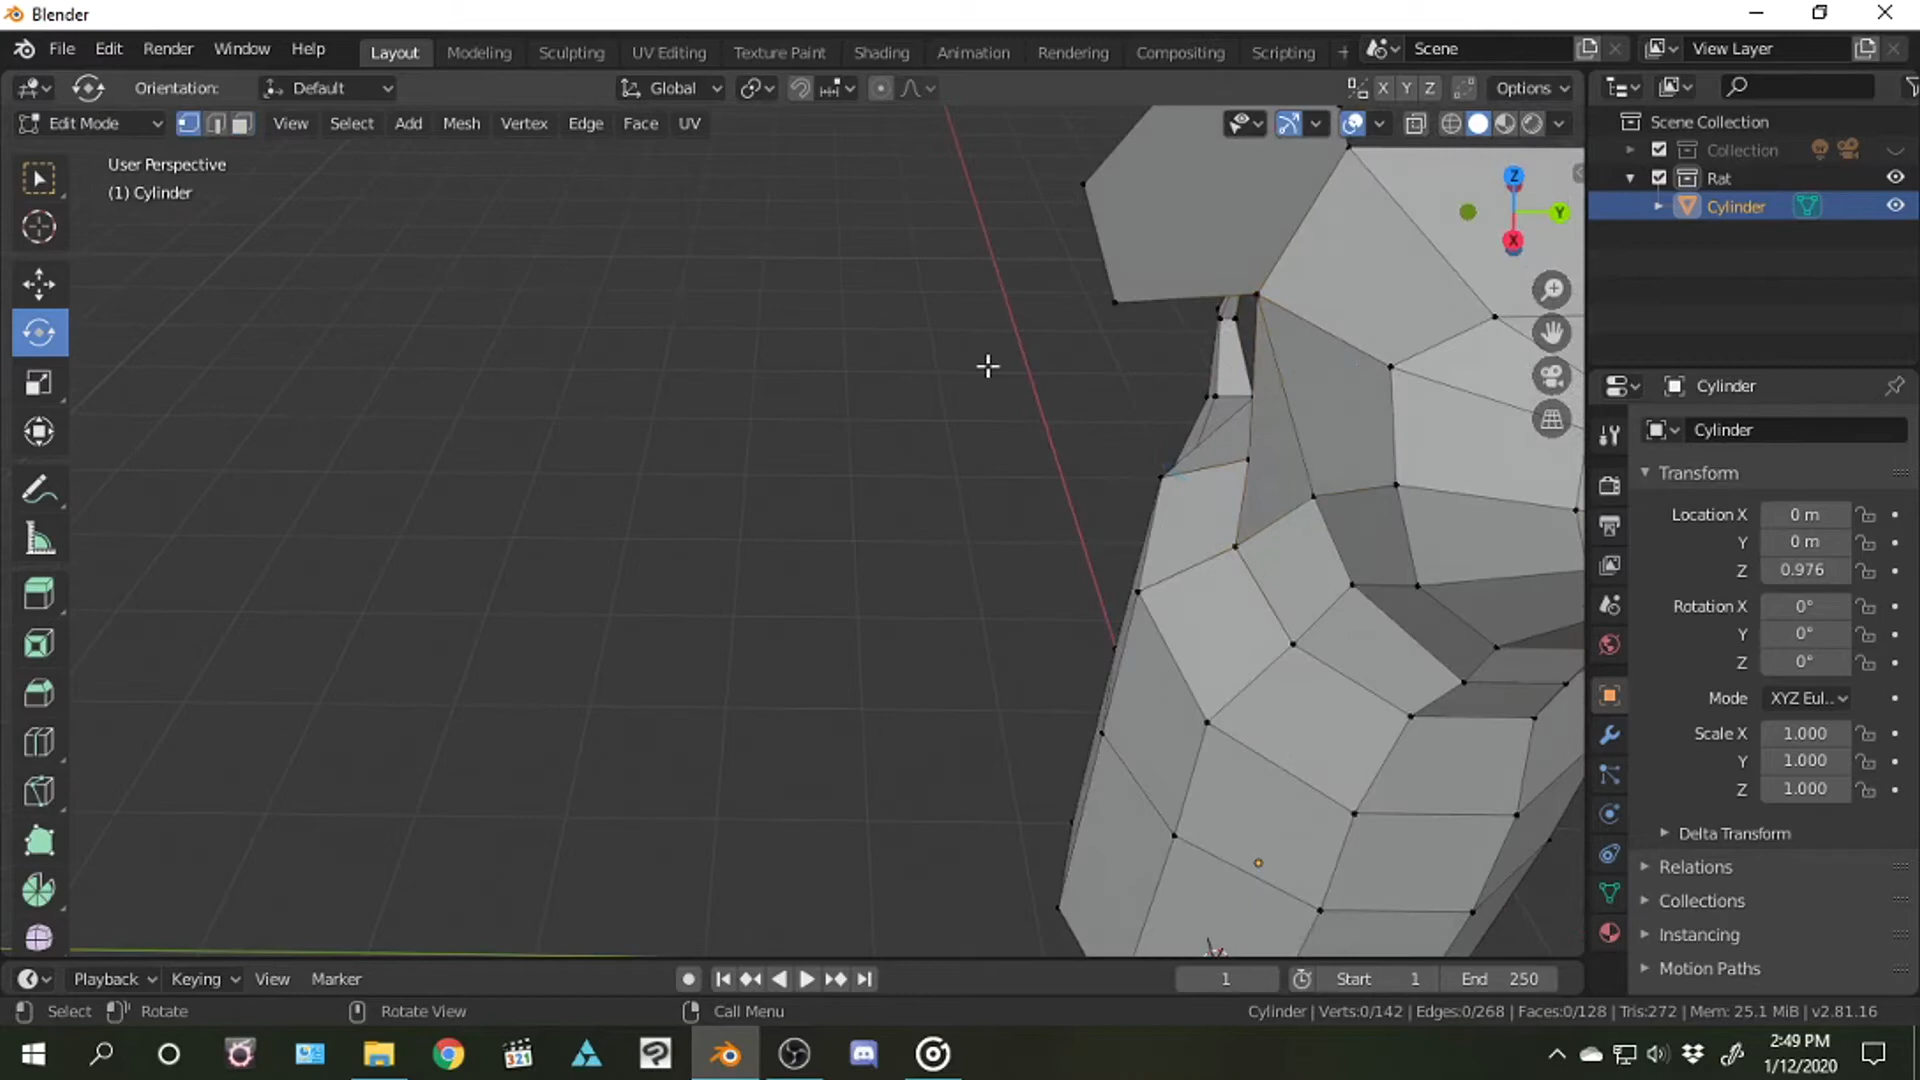 Blender
File Edit Render Window Help Layout Modeling Sculpting UV Editing Texture Paint Shading Animation Rendering Compositing Scripting + Scene View Layer
Orientation: Default Global X Y Z Options
Edit Mode View Select Add Mesh Vertex Edge Face UV
User Perspective
(1) Cylinder
Z
Y
X
Scene Collection
Collection
Rat
Cylinder
Cylinder
Cylinder
Transform
Location X 0 m
Y 0 m
Z 0.976
Rotation X 0°
Y 0°
Z 0°
Mode XYZ Eul..
Scale X 1.000
Y 1.000
Z 1.000
Delta Transform
Relations
Collections
Instancing
Motion Paths
Playback Keying View Marker 1 Start 1 End 250
Select Rotate Rotate View Call Menu Cylinder | Verts:0/142 | Edges:0/268 | Faces:0/128 | Tris:272 | Mem: 25.1 MiB | v2.81.16
321
2:49 PM
1/12/2020